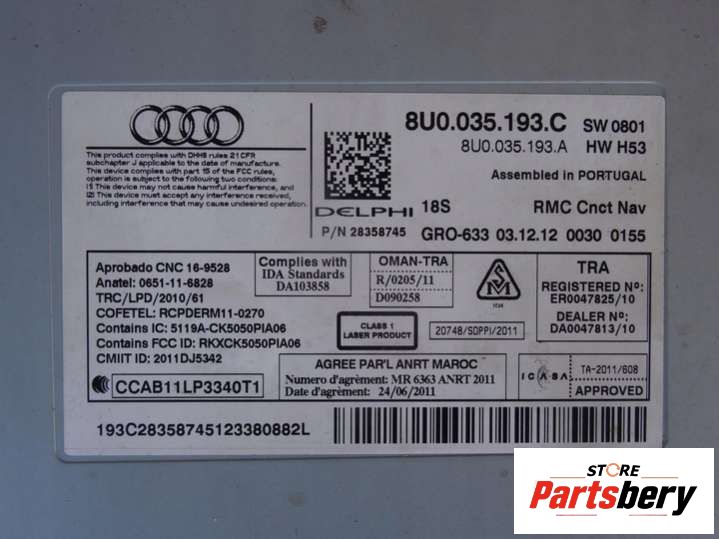 This product complies with DHHS rules 21 CFR
subchapter J applicable to the date of manufacture.
This device complies with part 15 of FCC rules,
operation is subject to the following two conditions:
(1) This device may not cause harmful interference, and
(2) This device must accept any interference received,
including interference that may cause undesired operation.
8U0.035.193.C SW 0801
8U0.035.193.A HW H53
Assembled in PORTUGAL
DELPHI 18S RMC Cnct Nav
P/N 28358745 GRO-633 03.12.12 0030 0155
Aprobado CNC 16-9528
Anatel: 0651-11-6828
TRC/LPD/2010/61
COFETEL: RCPDERM11-0270
Contains IC: 5119A-CK5050PIA06
Contains FCC ID: RKXCK5050PIA06
CMIIT ID: 2011DJ5342
CCAB11LP3340T1
Complies with
IDA Standards
DA103858
OMAN-TRA
R/0205/11
D090258
TRA
REGISTERED No:
ER0047825/10
DEALER No:
DA0047813/10
CLASS 1
LASER PRODUCT
20748/SDPPI/2011
AGREE PAR'L ANRT MAROC
Numero d'agrément: MR 6363 ANRT 2011
Date d'agrément: 24/06/2011
ICASA TA-2011/608
APPROVED
193C28358745123380882L
STORE
Partsbery